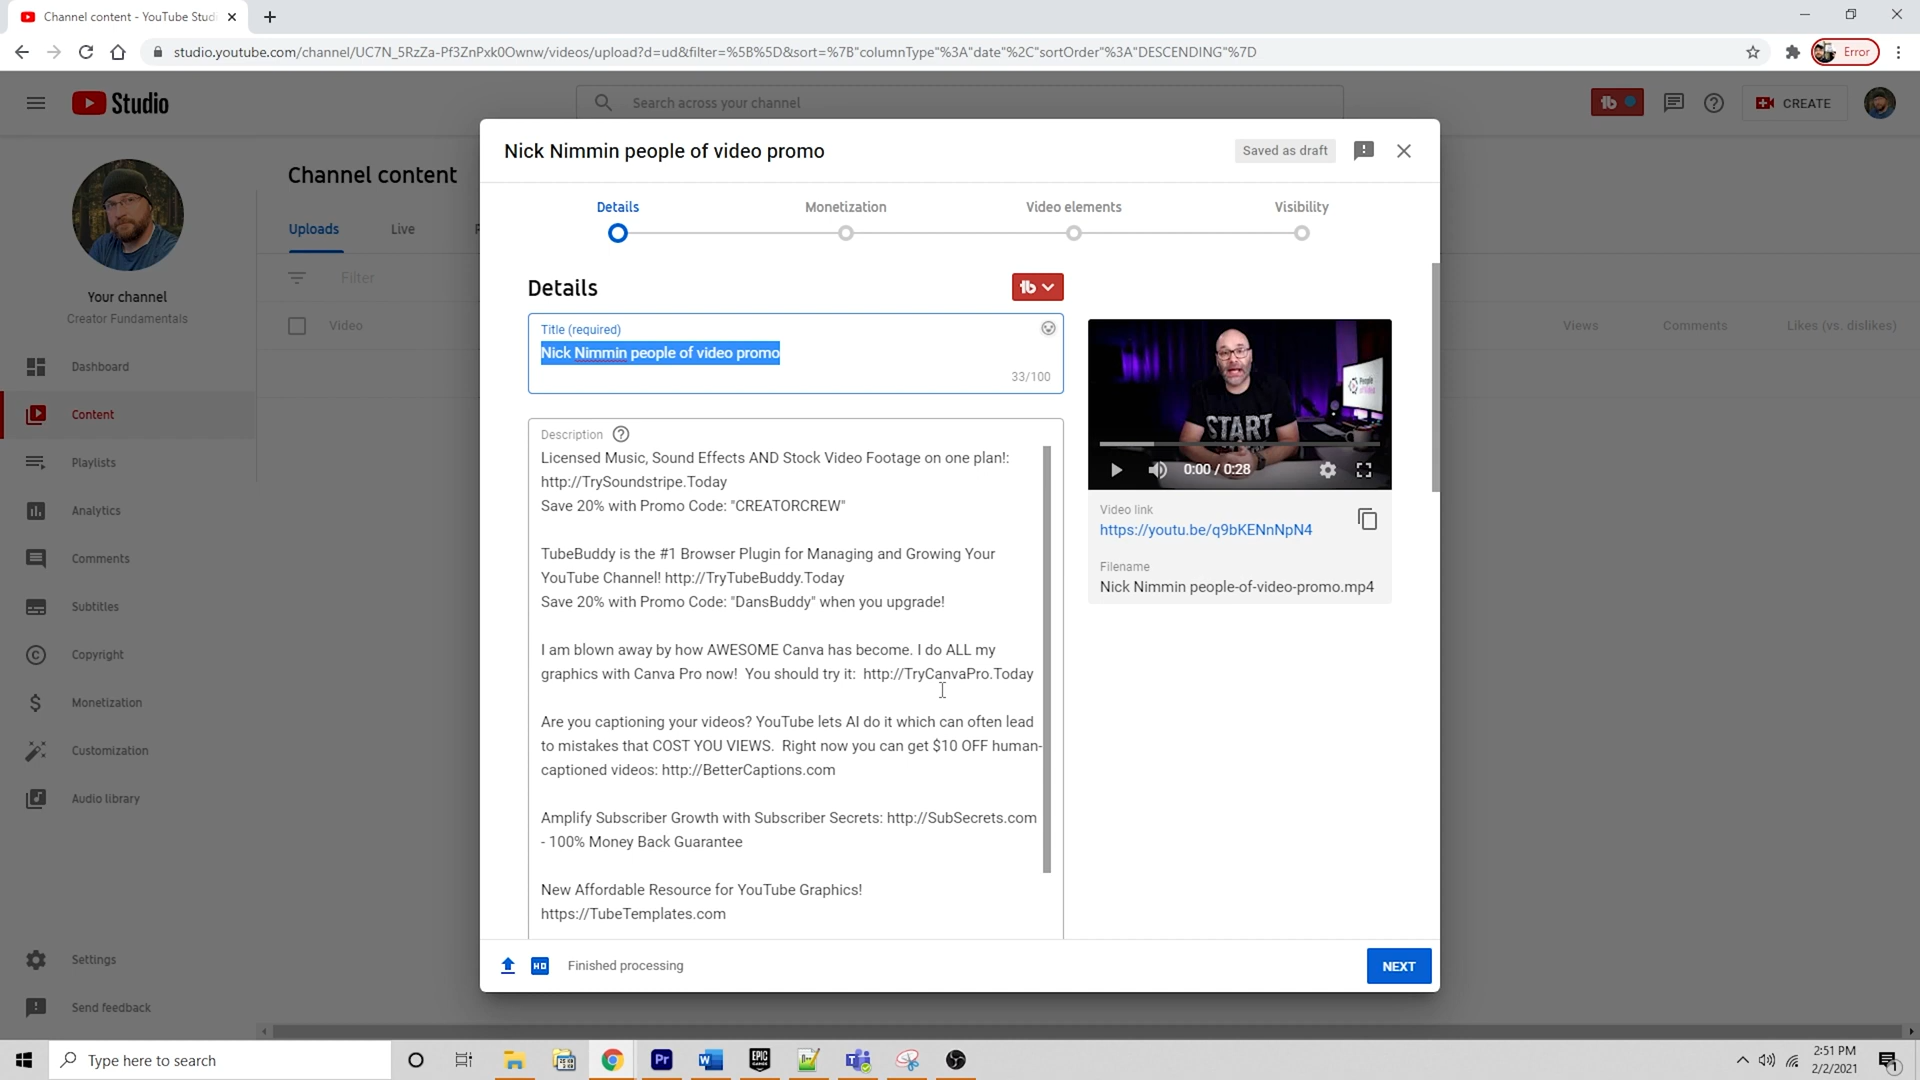 Channel content - YouTube Stud
studio.youtube.com/channel/UC7N_5RzZa-Pf3ZnPxk0Ownw/videos/upload?d=ud&filter=%5B%5D&sort=%7B"columnType"%3A"date"%2C"sortOrder"%3A"DESCENDING"%7D
Error
Studio
Search across your channel
CREATE
Nick Nimmin people of video promo
Saved as draft
Channel content
Details
Monetization
Video elements
Visibility
Uploads
Live
Filter
Your channel
Creator Fundamentals
Video
Views
Comments
Likes (vs. dislikes)
Dashboard
Content
Playlists
Analytics
Comments
Subtitles
Copyright
Monetization
Customization
Audio library
Settings
Send feedback
Details
Title (required)
Nick Nimmin people of video promo
33/100
Description
Licensed Music, Sound Effects AND Stock Video Footage on one plan!:
http://TrySoundstripe.Today
Save 20% with Promo Code: "CREATORCREW"
TubeBuddy is the #1 Browser Plugin for Managing and Growing Your
YouTube Channel! http://TryTubeBuddy.Today
Save 20% with Promo Code: "DansBuddy" when you upgrade!
I am blown away by how AWESOME Canva has become. I do ALL my
graphics with Canva Pro now!  You should try it:  http://TryCanvaPro.Today
Are you captioning your videos? YouTube lets AI do it which can often lead
to mistakes that COST YOU VIEWS.  Right now you can get $10 OFF human-
captioned videos: http://BetterCaptions.com
Amplify Subscriber Growth with Subscriber Secrets: http://SubSecrets.com
- 100% Money Back Guarantee
New Affordable Resource for YouTube Graphics!
https://TubeTemplates.com
START
People
0:00 / 0:28
Video link
https://youtu.be/q9bKENnNpN4
Filename
Nick Nimmin people-of-video-promo.mp4
HD
Finished processing
NEXT
Type here to search
Pr
EPIC
GAMES
2:51 PM
2/2/2021